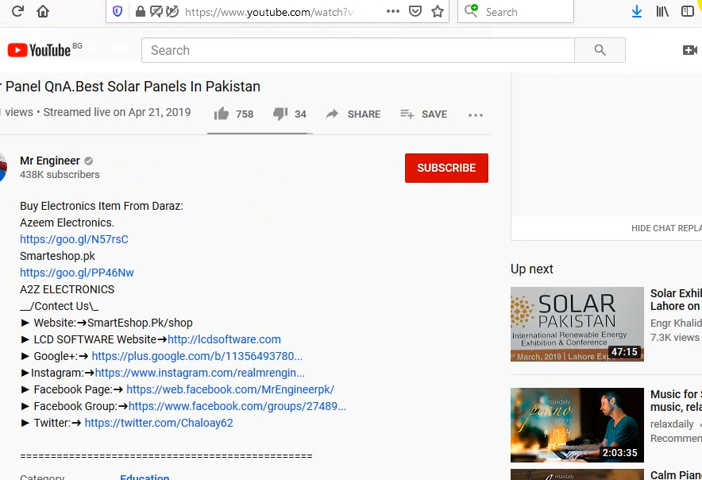 https://www.youtube.com/watch?v
Search
YouTube BG
Search
r Panel QnA.Best Solar Panels In Pakistan
views • Streamed live on Apr 21, 2019
758
34
SHARE
SAVE
Mr Engineer
438K subscribers
SUBSCRIBE
Buy Electronics Item From Daraz:
Azeem Electronics.
https://goo.gl/N57rsC
Smarteshop.pk
https://goo.gl/PP46Nw
A2Z ELECTRONICS
__/Contect Us\_
► Website:➜SmartEshop.Pk/shop
► LCD SOFTWARE Website➜http://lcdsoftware.com
► Google+:➜ https://plus.google.com/b/11356493780...
►Instagram:➜https://www.instagram.com/realmrengin...
► Facebook Page:➜ https://web.facebook.com/MrEngineerpk/
► Facebook Group:➜https://www.facebook.com/groups/27489...
► Twitter:➜ https://twitter.com/Chaloay62
==============================================
Category
Education
HIDE CHAT REPLA
Up next
SOLAR
PAKISTAN
International Renewable Energy
Exhibition & Conference
March, 2019 | Lahore Exp
47:15
Solar Exhi
Lahore on
Engr Khalid
7.3K views
relaxdaily
piano
2:03:35
Music for
music, rela
relaxdaily
Recommen
Calm Pian